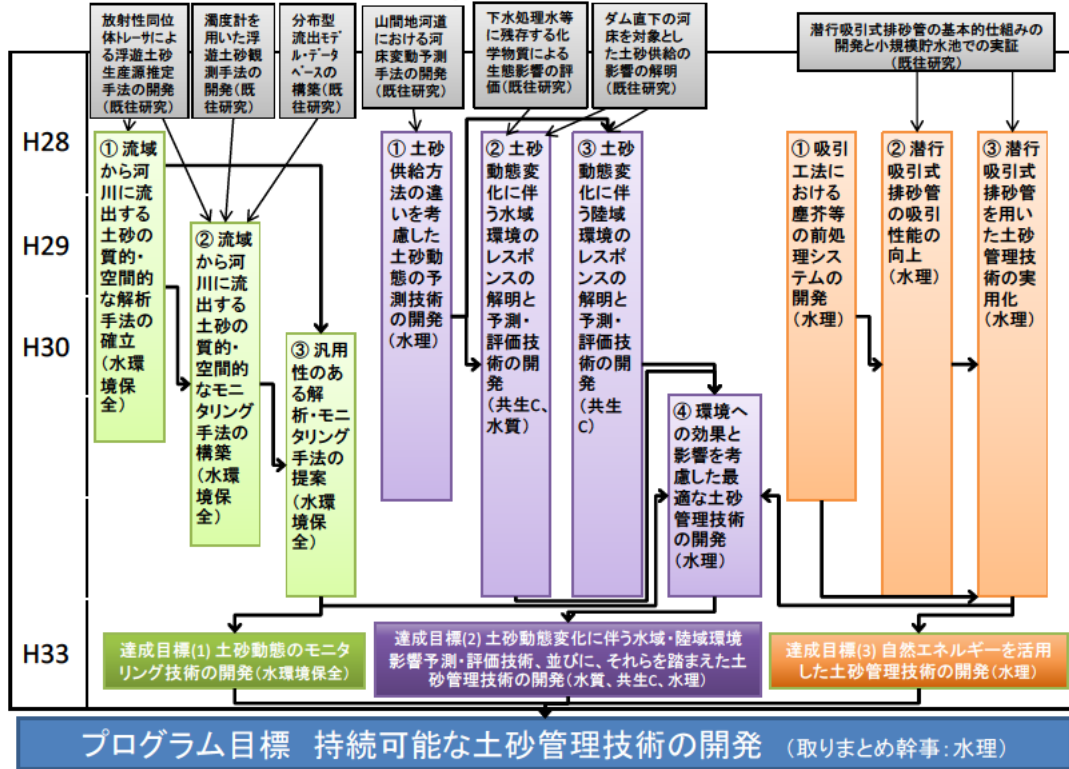 放射性同位
体トレーサによ
る浮遊土砂
生産源推定
手法の開発
(既往研究)
濁度計を
用いた浮
遊土砂観
測手法の
開発(既
往研究)
分布型
流出モデ
ル・データ
ベースの
構築(既
往研究)
山間地河道
における河
床変動予測
手法の開発
(既往研究)
下水処理水等
に残存する化
学物質による
生態影響の評
価(既往研究)
ダム直下の河
床を対象とし
た土砂供給の
影響の解明
(既往研究)
潜行吸引式排砂管の基本的仕組みの
開発と小規模貯水池での実証
(既往研究)
H28
H29
H30
H33
① 流域
から河
川に流
出する
土砂の
質的・
空間的
な解析
手法の
確立
(水環
境保
全)
② 流域
から河
川に流
出する
土砂の
質的・
空間的
なモニ
タリング
手法の
構築
(水環
境保
全)
③ 汎用
性のあ
る解
析・モニ
タリング
手法の
提案
(水環
境保全)
① 土砂
供給方
法の違
いを考
慮した
土砂動
態の予
測技術
の開発
(水理)
② 土砂
動態変
化に伴
う水域
環境の
レスポ
ンスの
解明と
予測・
評価技
術の開
発
(共生C、
水質)
③ 土砂
動態変
化に伴
う陸域
環境の
レスポ
ンスの
解明と
予測・
評価技
術の開
発
(共生
C)
④ 環境へ
の効果と
影響を考
慮した最
適な土砂
管理技術
の開発
(水理)
① 吸引
工法に
おける
塵芥等
の前処
理シス
テムの
開発
(水理)
② 潜行
吸引式
排砂管
の吸引
性能の
向上
(水理)
③ 潜行
吸引式
排砂管
を用い
た土砂
管理技
術の実
用化
(水理)
達成目標(1) 土砂動態のモニタ
リング技術の開発(水環境保全)
達成目標(2) 土砂動態変化に伴う水域・陸域環境
影響予測・評価技術、並びに、それらを踏まえた土
砂管理技術の開発(水質、共生C、水理)
達成目標(3) 自然エネルギーを活用
した土砂管理技術の開発(水理)
プログラム目標 持続可能な土砂管理技術の開発 (取りまとめ幹事:水理)